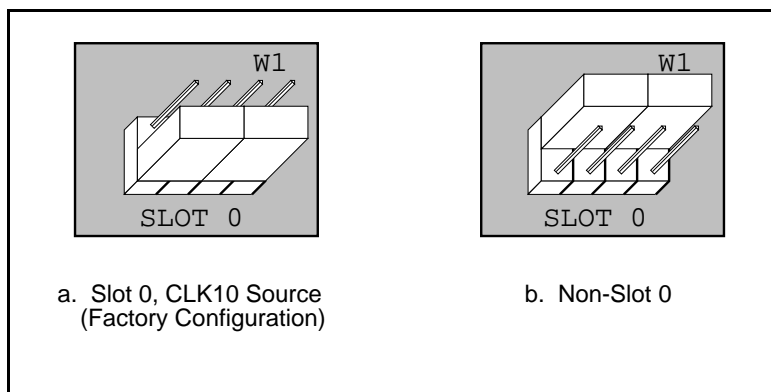 W1
SLOT 0
a. Slot 0, CLK10 Source
(Factory Configuration)
W1
SLOT 0
b. Non-Slot 0